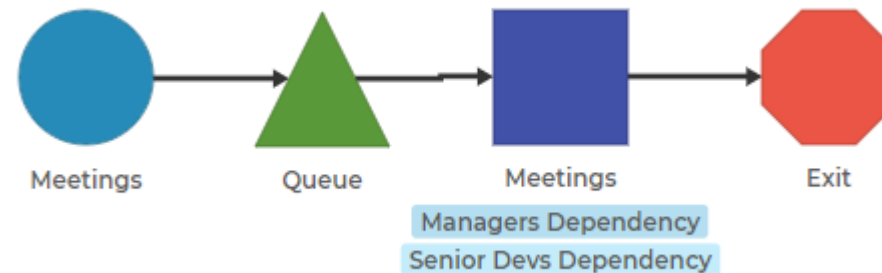 Meetings
Queue
Meetings
Exit
Managers Dependency
Senior Devs Dependency